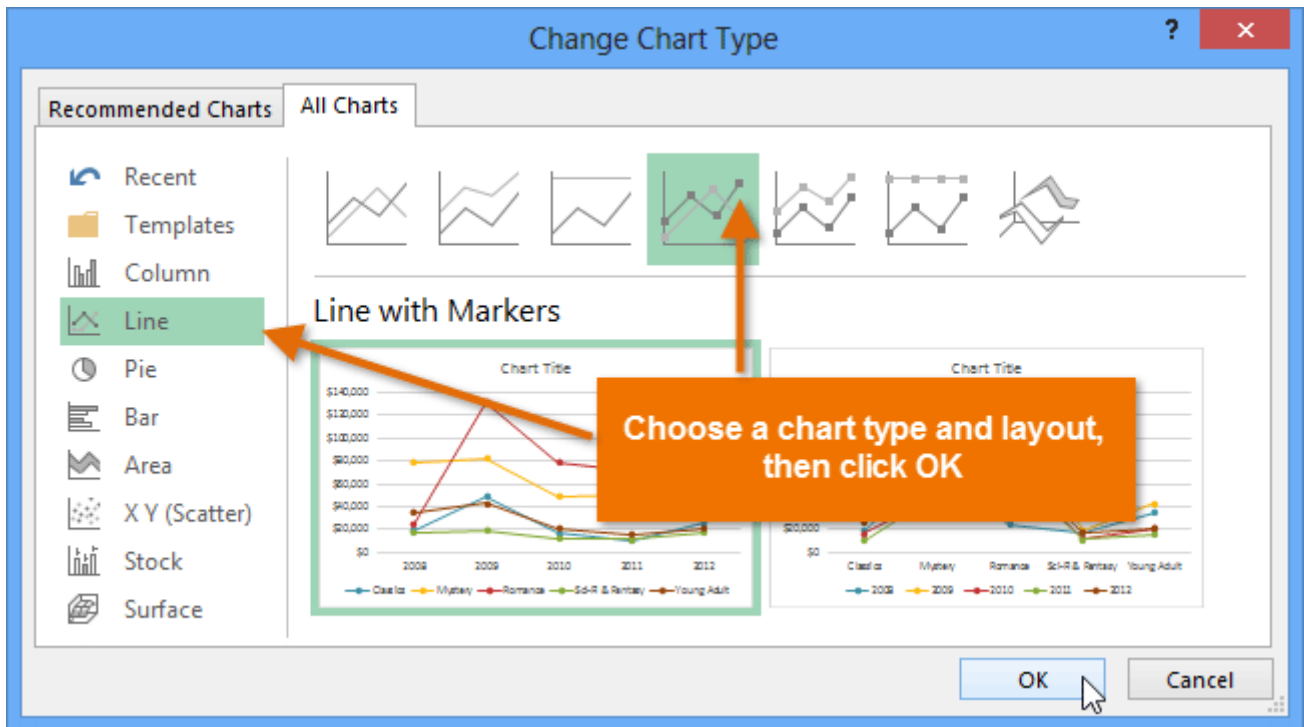 Change Chart Type
?
Recommended Charts
All Charts
Recent
Templates
Column
Line
Pie
Bar
Area
X Y (Scatter)
Stock
Surface
Line with Markers
Chart Title
$140,000
$120,000
$100,000
$80,000
$60,000
$40,000
$20,000
$0
2008 2009 2010 2011 2012
Classics Mystery Romance Sci-Fi & Fantasy Young Adult
Chart Title
$20,000
$0
Classics Mystery Romance Sci-Fi & Fantasy Young Adult
2008 2009 2010 2011 2012
Choose a chart type and layout,
then click OK
OK
Cancel